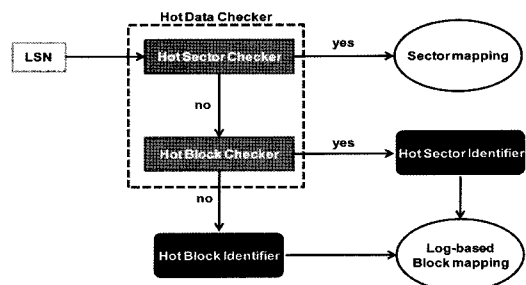 Hot Data Checker
LSN
Hot Sector Checker
yes
Sector mapping
no
Hot Block Checker
yes
Hot Sector Identifier
no
Hot Block Identifier
Log-based
Block mapping